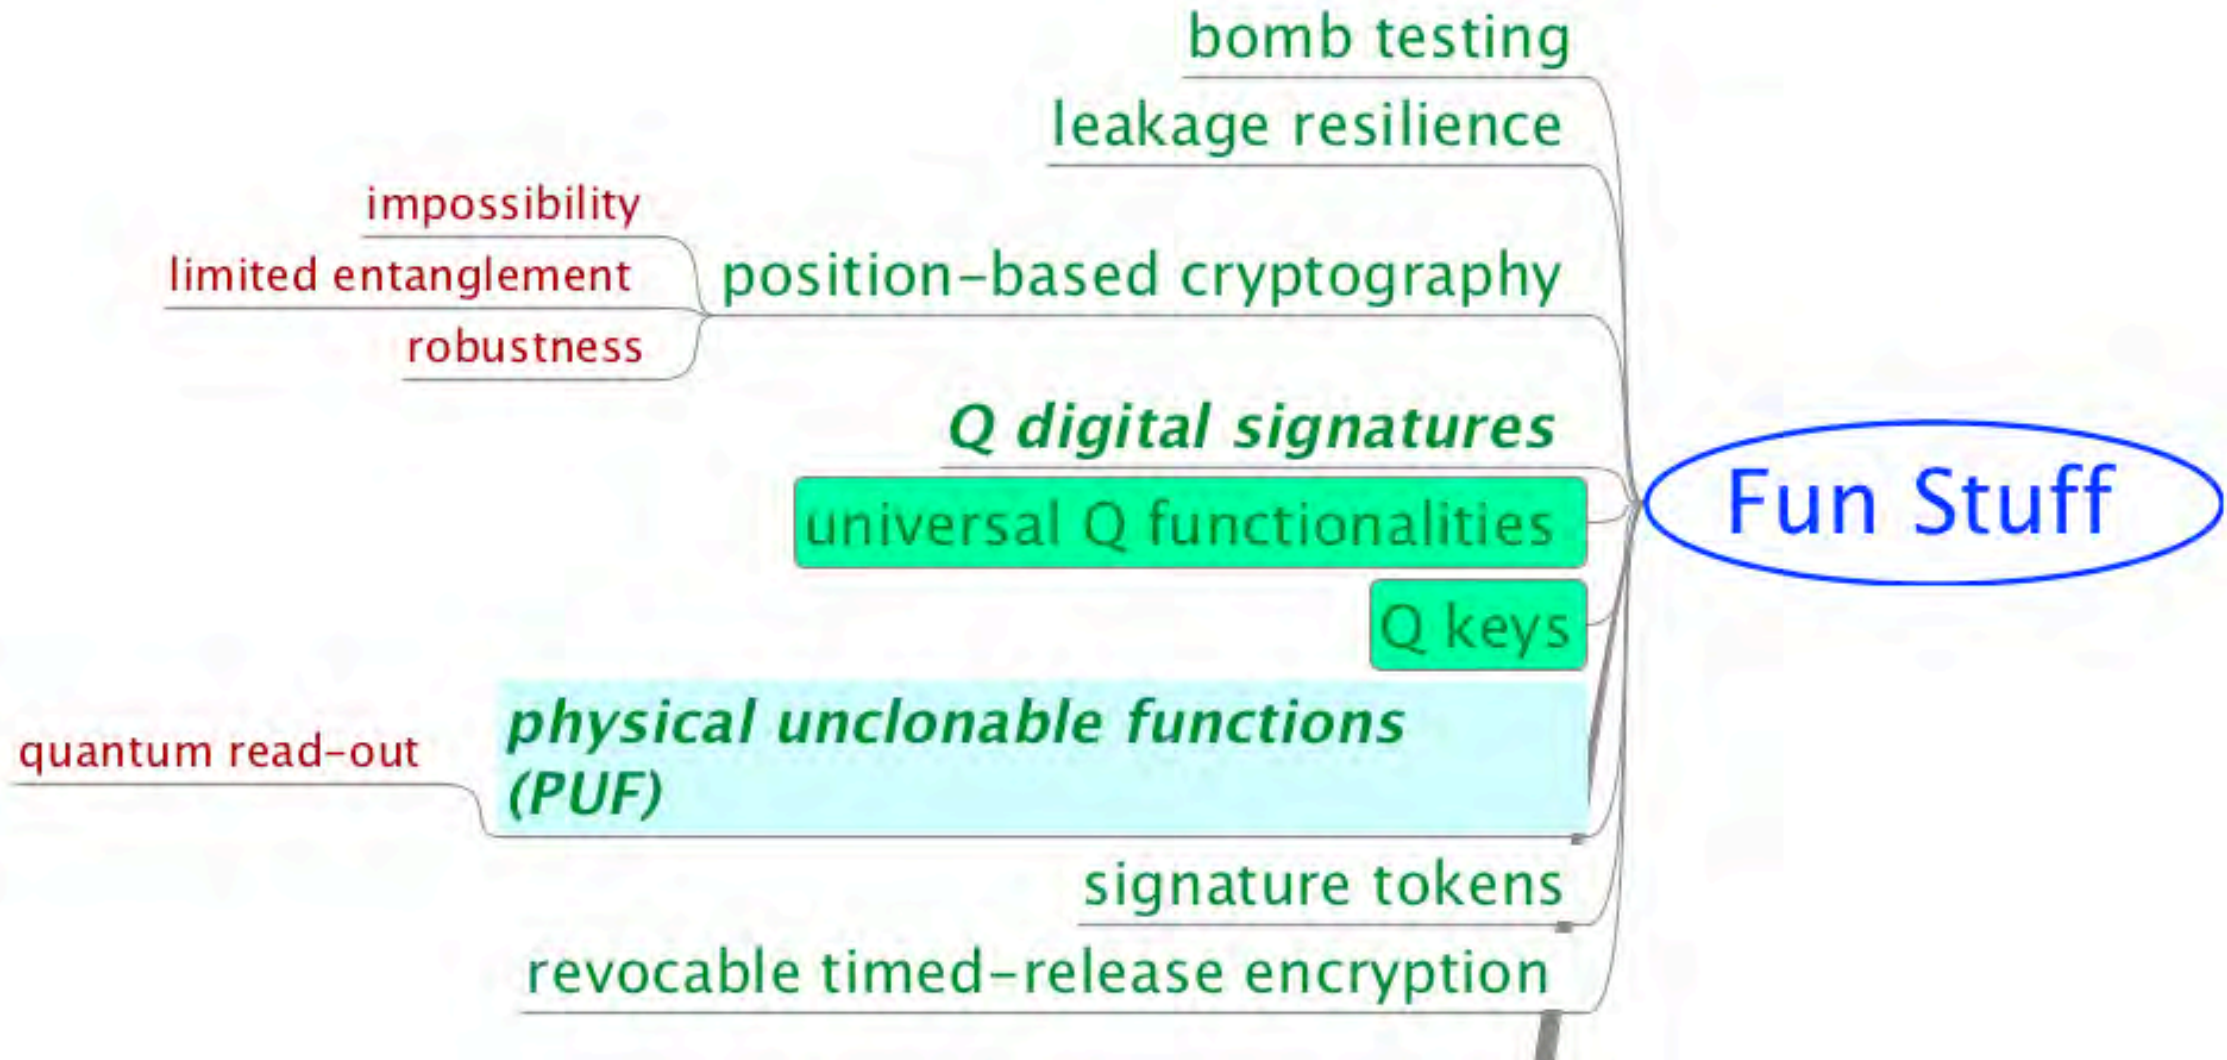 bomb testing
leakage resilience
impossibility
limited entanglement
position-based cryptography
robustness
Q digital signatures
Fun Stuff
universal Q functionalities
Q keys
physical unclonable functions
(PUF)
quantum read-out
signature tokens
revocable timed-release encryption